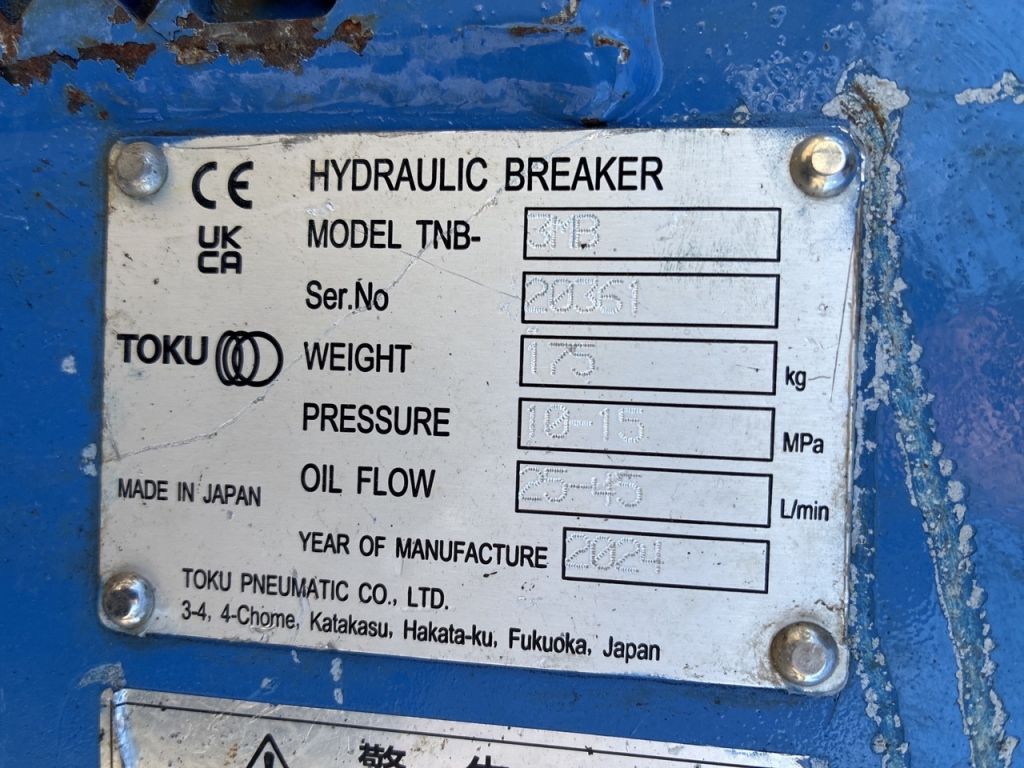 CE
HYDRAULIC BREAKER
UK
CA
MODEL TNB- 3MB
Ser.No 20361
TOKU
WEIGHT 175 kg
PRESSURE 10-15 MPa
MADE IN JAPAN
OIL FLOW 25-45 L/min
YEAR OF MANUFACTURE 2024
TOKU PNEUMATIC CO., LTD.
3-4, 4-Chome, Katakasu, Hakata-ku, Fukuoka, Japan